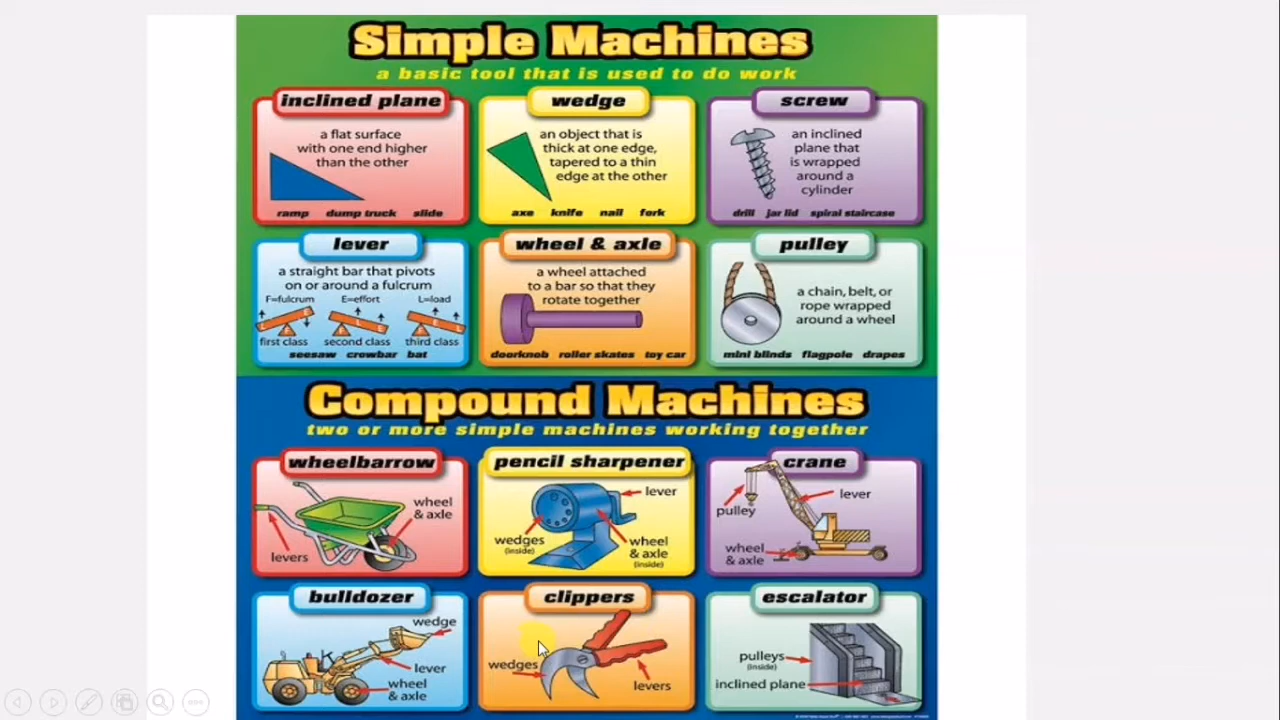 Simple Machines
a basic tool that is used to do work
inclined plane
a flat surface
with one end higher
than the other
ramp dump truck slide
wedge
an object that is
thick at one edge,
tapered to a thin
edge at the other
axe knife nail fork
screw
an inclined
plane that
is wrapped
around a
cylinder
drill jar lid spiral staircase
lever
a straight bar that pivots
on or around a fulcrum
F=fulcrum E=effort L=load
first class second class third class
seesaw crowbar bat
wheel & axle
a wheel attached
to a bar so that they
rotate together
doorknob roller skates toy car
pulley
a chain, belt, or
rope wrapped
around a wheel
mini blinds flagpole drapes
Compound Machines
two or more simple machines working together
wheelbarrow
wheel
& axle
levers
pencil sharpener
lever
wedges
(inside)
wheel
& axle
(inside)
crane
lever
pulley
wheel
& axle
bulldozer
wedge
lever
wheel
& axle
clippers
wedges
levers
escalator
pulleys
(inside)
inclined plane